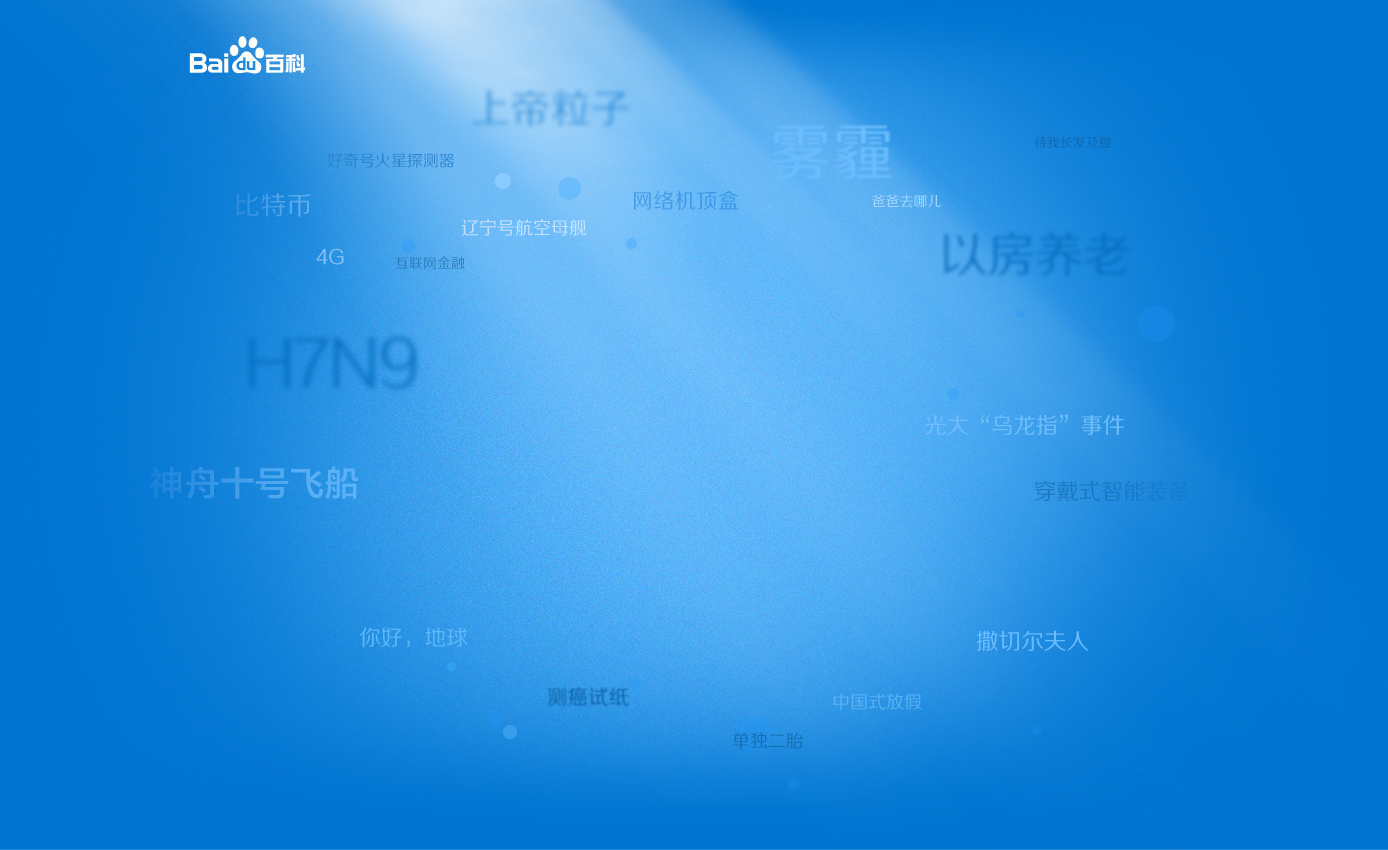 Baidu百科
上帝粒子
雾霾
待我长发及腰
好奇号火星探测器
比特币
网络机顶盒
爸爸去哪儿
辽宁号航空母舰
4G
互联网金融
以房养老
H7N9
光大“乌龙指”事件
神舟十号飞船
穿戴式智能装备
你好，地球
撒切尔夫人
测癌试纸
中国式放假
单独二胎